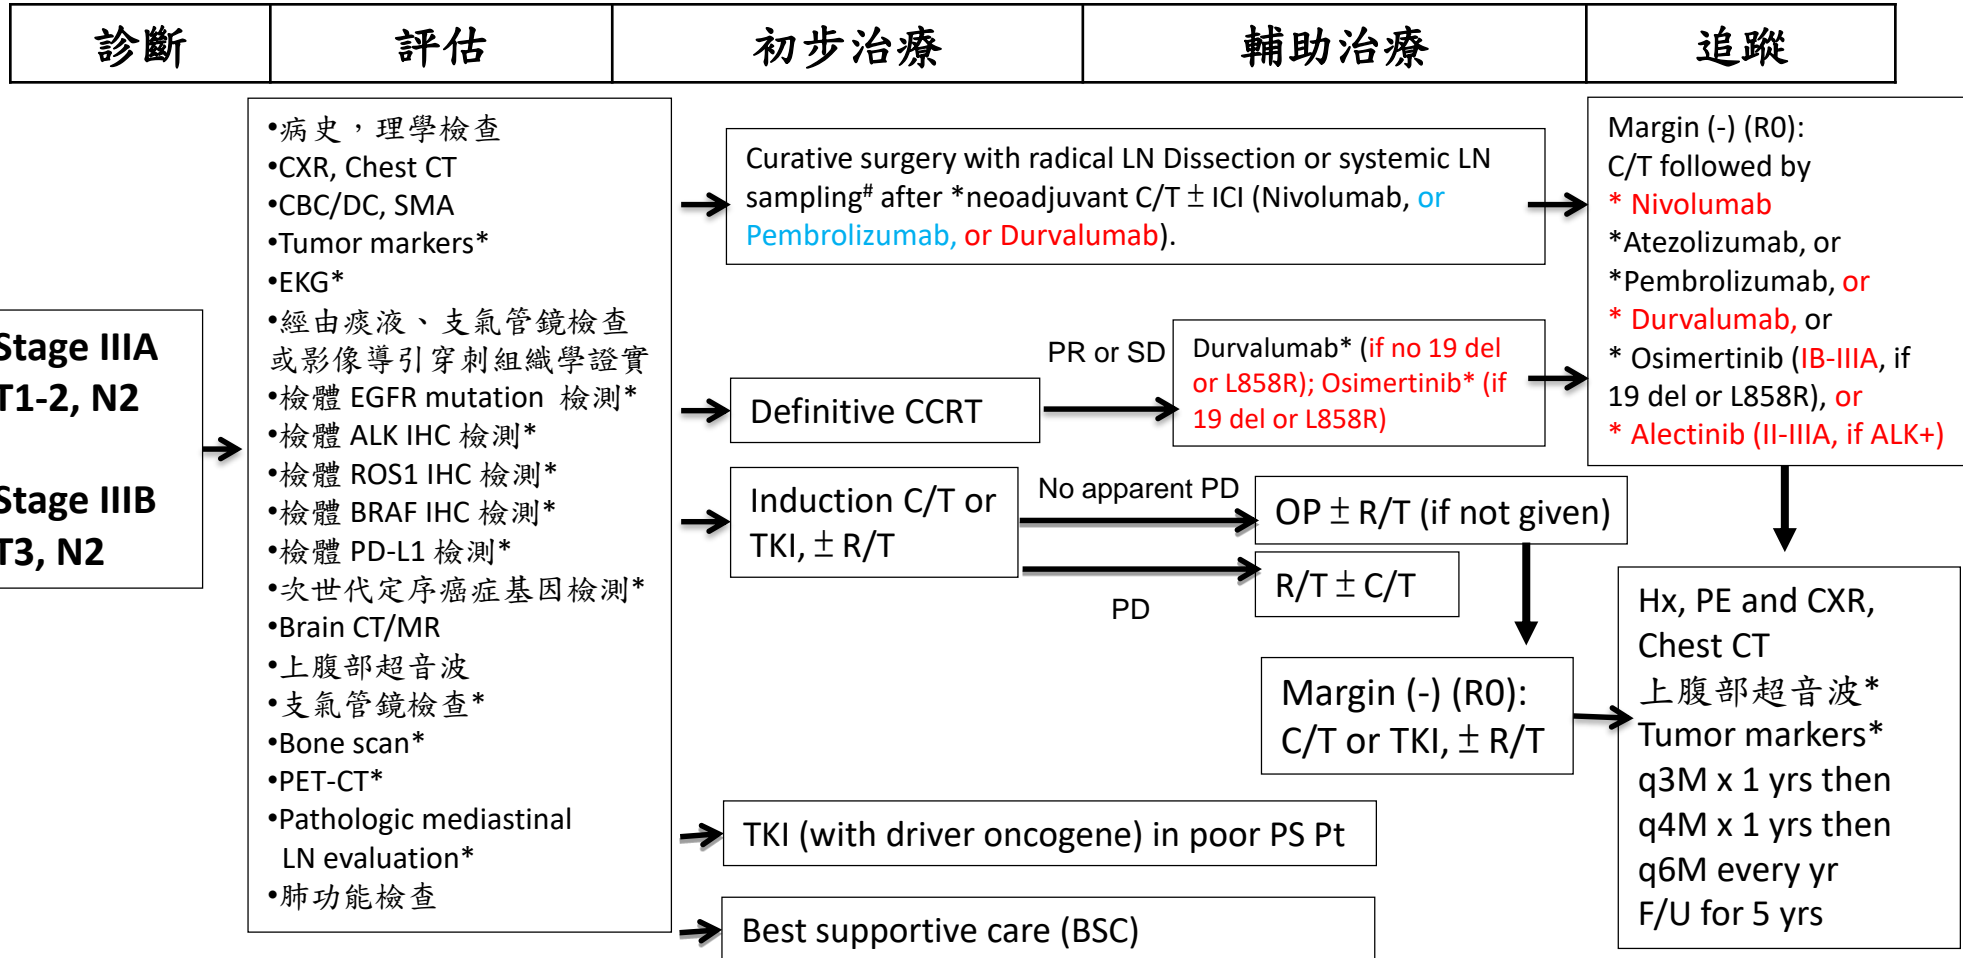 診斷
評估
初步治療
輔助治療
追蹤
Stage IIIA
T1-2, N2
Stage IIIB
T3, N2
•病史，理學檢查
•CXR, Chest CT
•CBC/DC, SMA
•Tumor markers*
•EKG*
•經由痰液、支氣管鏡檢查
或影像導引穿刺組織學證實
•檢體 EGFR mutation 檢測*
•檢體 ALK IHC 檢測*
•檢體 ROS1 IHC 檢測*
•檢體 BRAF IHC 檢測*
•檢體 PD-L1 檢測*
•次世代定序癌症基因檢測*
•Brain CT/MR
•上腹部超音波
•支氣管鏡檢查*
•Bone scan*
•PET-CT*
•Pathologic mediastinal
LN evaluation*
•肺功能檢查
Curative surgery with radical LN Dissection or systemic LN
sampling# after *neoadjuvant C/T ± ICI (Nivolumab, or
Pembrolizumab, or Durvalumab).
Definitive CCRT
PR or SD
Durvalumab* (if no 19 del
or L858R); Osimertinib* (if
19 del or L858R)
Induction C/T or
TKI, ± R/T
No apparent PD
OP ± R/T (if not given)
PD
R/T ± C/T
Margin (-) (R0):
C/T or TKI, ± R/T
TKI (with driver oncogene) in poor PS Pt
Best supportive care (BSC)
Margin (-) (R0):
C/T followed by
* Nivolumab
*Atezolizumab, or
*Pembrolizumab, or
* Durvalumab, or
* Osimertinib (IB-IIIA, if
19 del or L858R), or
* Alectinib (II-IIIA, if ALK+)
Hx, PE and CXR,
Chest CT
上腹部超音波*
Tumor markers*
q3M x 1 yrs then
q4M x 1 yrs then
q6M every yr
F/U for 5 yrs